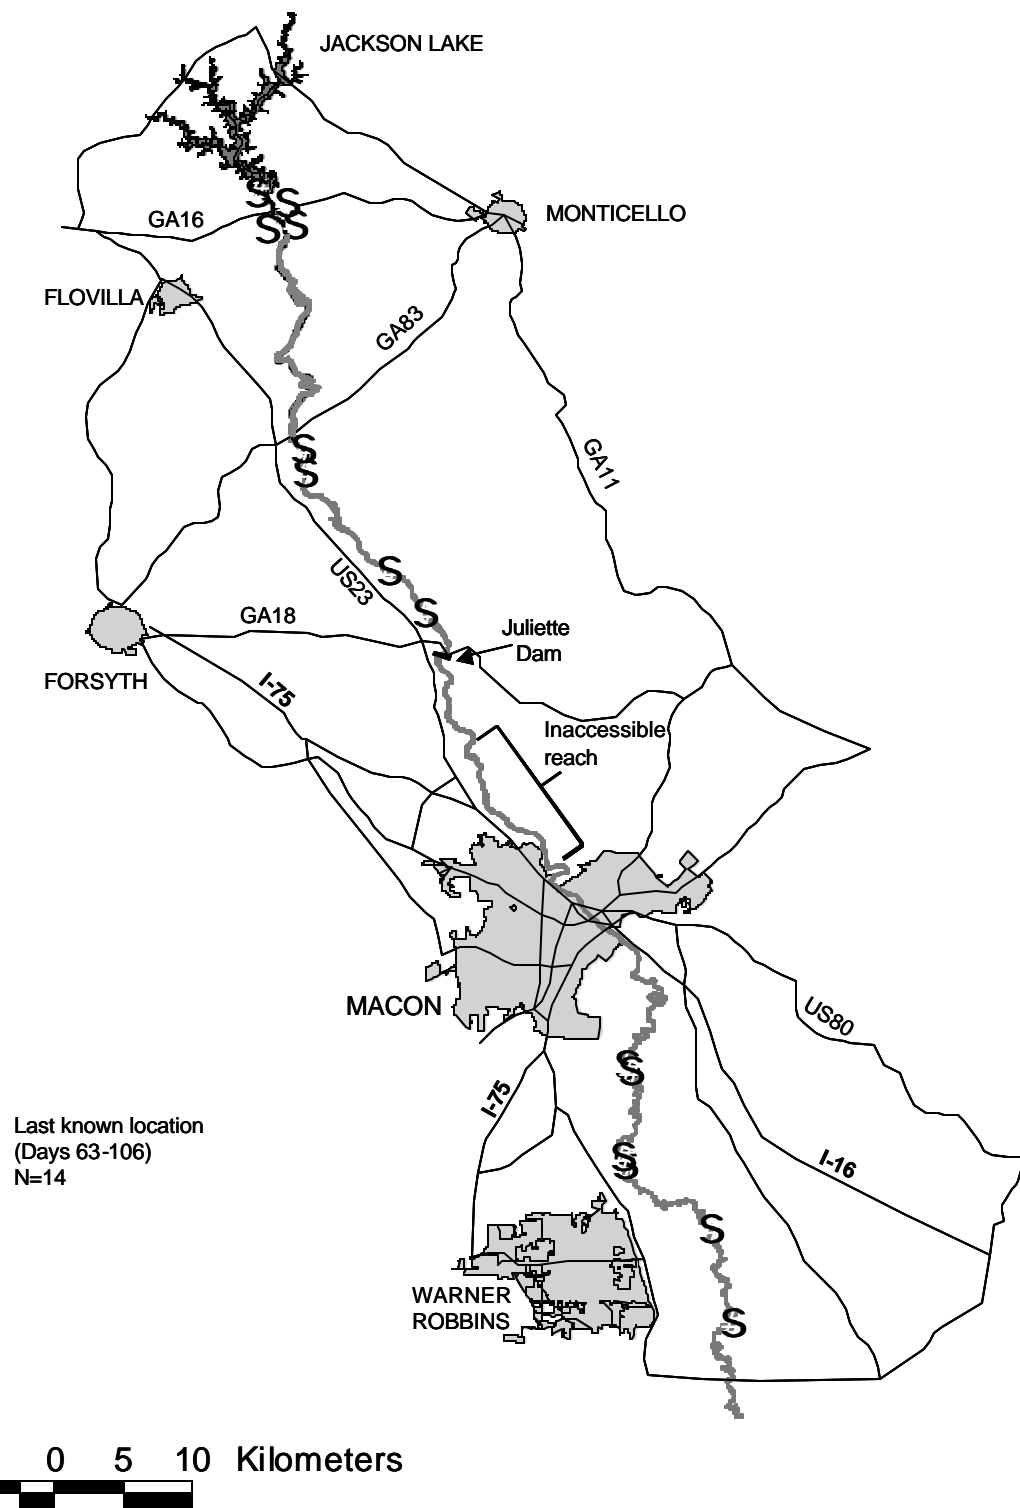 JACKSON LAKE
S S
S S
GA16
MONTICELLO
FLOVILLA
GA83
S
S
GA11
S
US23
S
GA18
Juliette
Dam
FORSYTH
I-75
Inaccessible
reach
MACON
US80
S
I-75
Last known location
(Days 63-106)
N=14
S
I-16
S
WARNER
ROBBINS
S
0 5 10 Kilometers